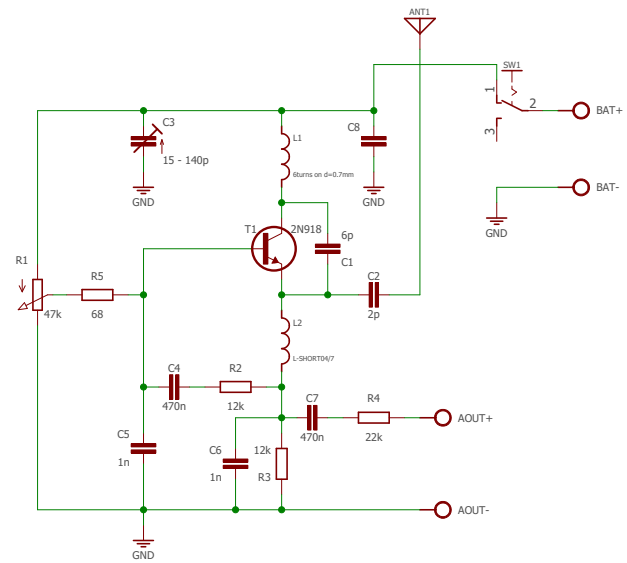 ANT1
SW1
1
2
BAT+
3
C3
15 - 140p
GND
L1
6turns on d=0.7mm
C8
GND
BAT-
GND
T1
2N918
6p
C1
R1
47k
R5
68
C2
2p
L2
L-SHORT04/7
C4
470n
R2
12k
C7
470n
R4
22k
AOUT+
C5
1n
C6
1n
12k
R3
AOUT-
GND